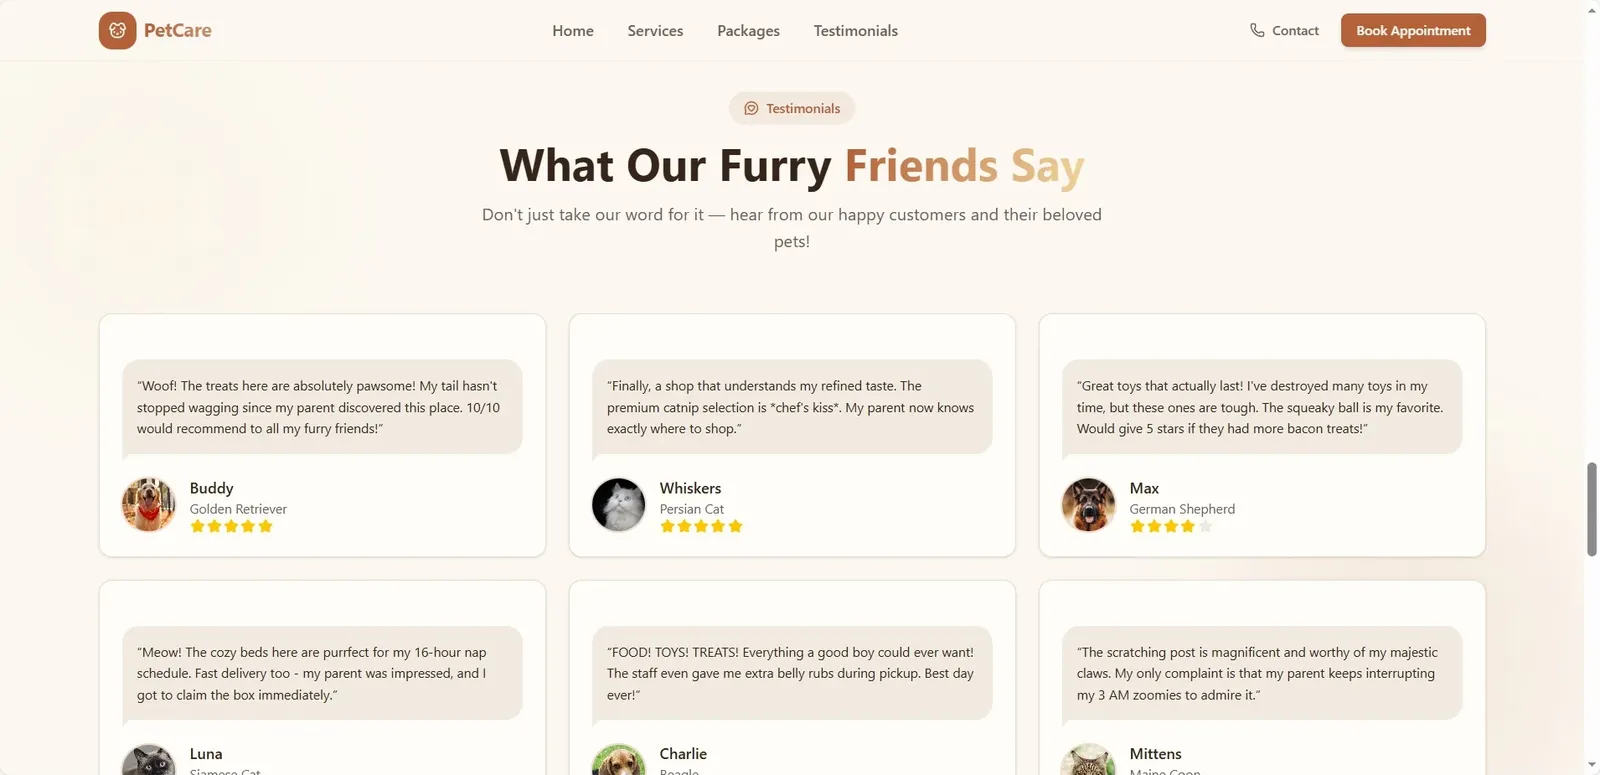 PetCare
Home
Services
Packages
Testimonials
Contact
Book Appointment
Testimonials
What Our Furry Friends Say
Don't just take our word for it — hear from our happy customers and their beloved
pets!
"Woof! The treats here are absolutely pawsome! My tail hasn't
stopped wagging since my parent discovered this place. 10/10
would recommend to all my furry friends!"
Buddy
Golden Retriever
"Finally, a shop that understands my refined taste. The
premium catnip selection is *chef's kiss*. My parent now knows
exactly where to shop."
Whiskers
Persian Cat
"Great toys that actually last! I've destroyed many toys in my
time, but these ones are tough. The squeaky ball is my favorite.
Would give 5 stars if they had more bacon treats!"
Max
German Shepherd
"Meow! The cozy beds here are purrfect for my 16-hour nap
schedule. Fast delivery too - my parent was impressed, and I
got to claim the box immediately."
Luna
Siamese Cat
"FOOD! TOYS! TREATS! Everything a good boy could ever want!
The staff even gave me extra belly rubs during pickup. Best day
ever!"
Charlie
Beagle
"The scratching post is magnificent and worthy of my majestic
claws. My only complaint is that my parent keeps interrupting
my 3 AM zoomies to admire it."
Mittens
Maine Coon